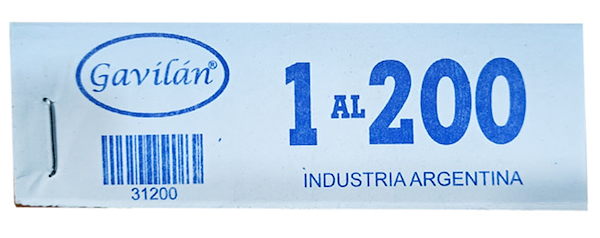 Gavilán®
1 AL 200
31200
INDUSTRIA ARGENTINA